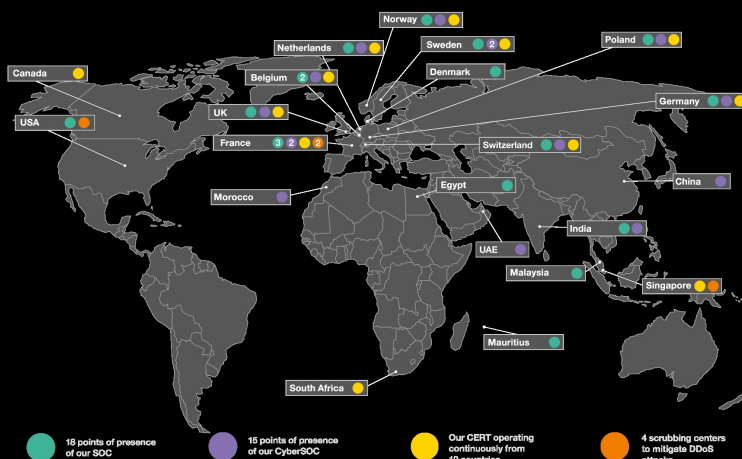 Norway
Netherlands
Sweden 2
Poland
Canada
Belgium 2
Denmark
USA
UK
Germany
France 3 2 2
Switzerland
Morocco
Egypt
China
India
UAE
Malaysia
Singapore
Mauritius
South Africa
18 points of presence
of our SOC
15 points of presence
of our CyberSOC
Our CERT operating
continuously from
4 scrubbing centers
to mitigate DDoS